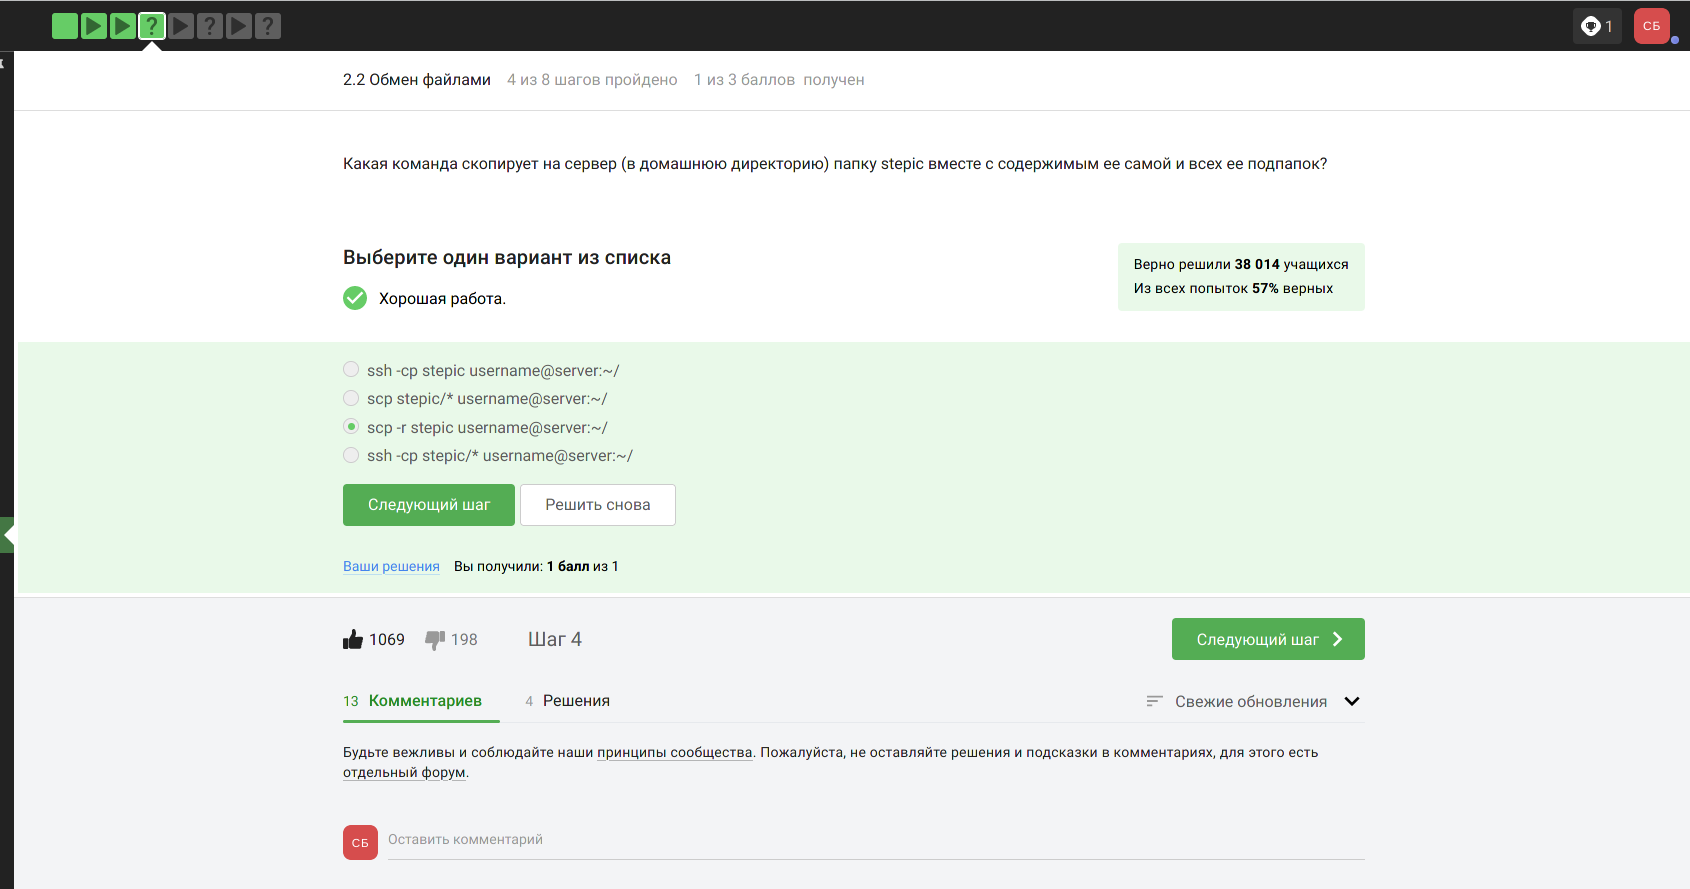 ? ? ?
1 СБ
2.2 Обмен файлами 4 из 8 шагов пройдено 1 из 3 баллов получен
Какая команда скопирует на сервер (в домашнюю директорию) папку stepic вместе с содержимым ее самой и всех ее подпапок?
Выберите один вариант из списка
Хорошая работа.
Верно решили 38 014 учащихся
Из всех попыток 57% верных
ssh -cp stepic username@server:~/
scp stepic/* username@server:~/
scp -r stepic username@server:~/
ssh -cp stepic/* username@server:~/
Следующий шаг Решить снова
Ваши решения Вы получили: 1 балл из 1
1069 198 Шаг 4 Следующий шаг
13 Комментариев 4 Решения Свежие обновления
Будьте вежливы и соблюдайте наши принципы сообщества. Пожалуйста, не оставляйте решения и подсказки в комментариях, для этого есть
отдельный форум.
СБ Оставить комментарий